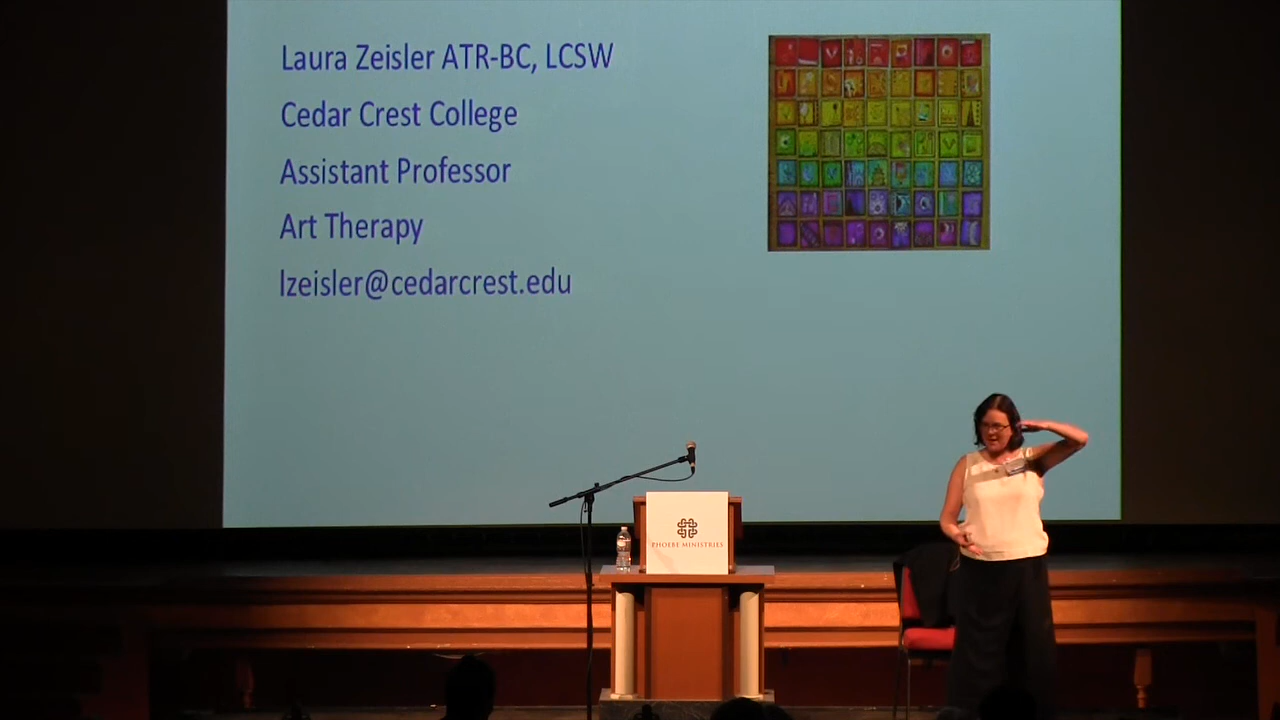 Laura Zeisler ATR-BC, LCSW
Cedar Crest College
Assistant Professor
Art Therapy
lzeisler@cedarcrest.edu
PHOEBE MINISTRIES